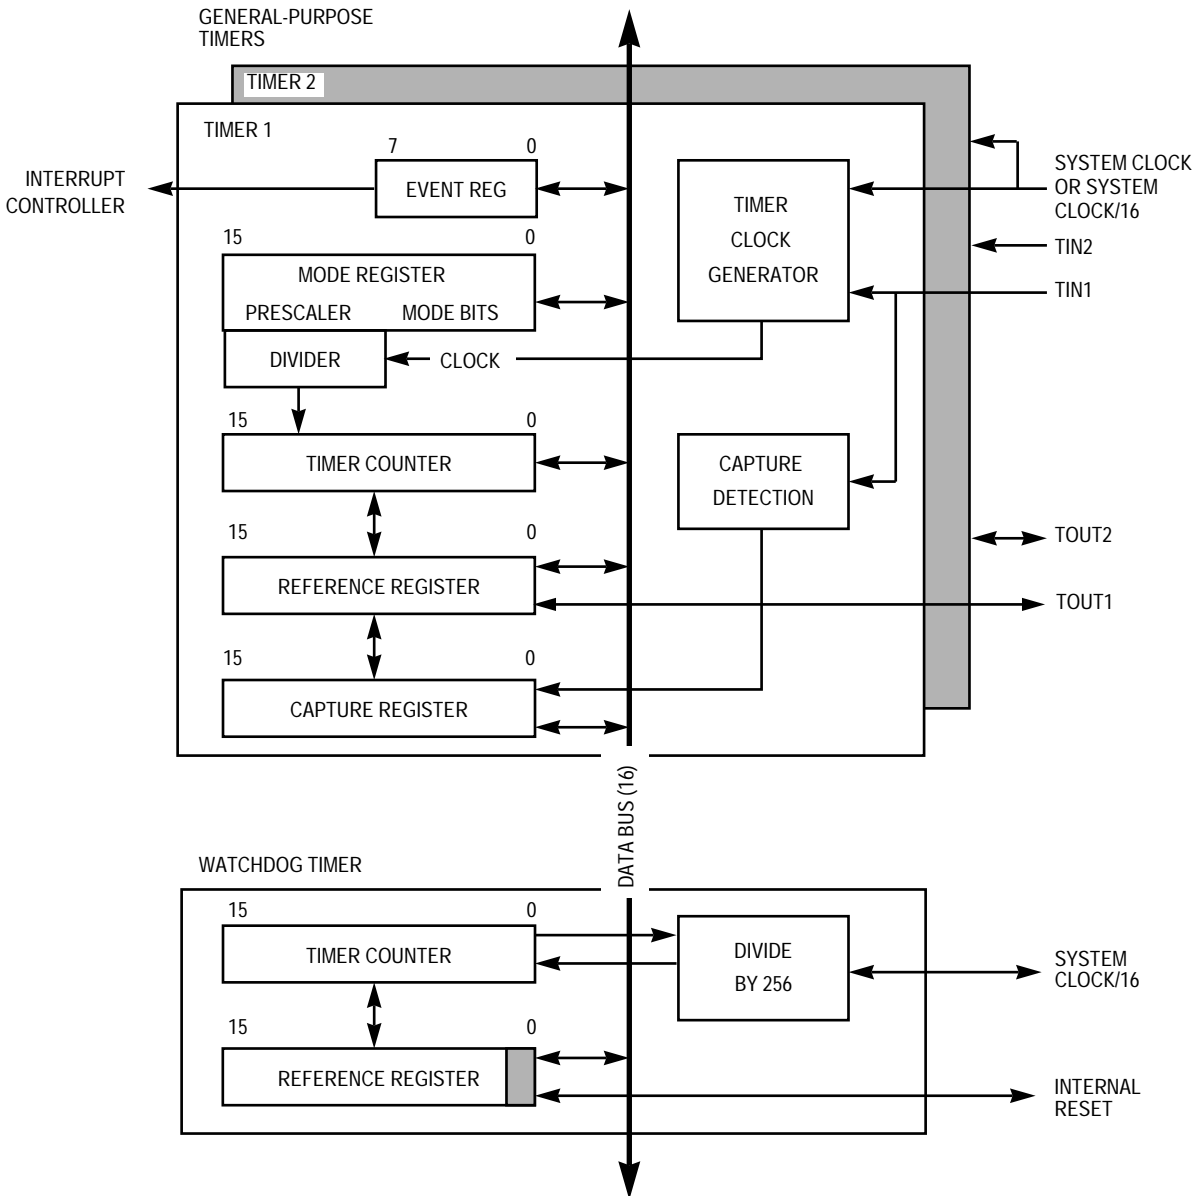 GENERAL-PURPOSE
TIMERS
TIMER 2
TIMER 1
7 0
EVENT REG
INTERRUPT
CONTROLLER
15 0
MODE REGISTER
PRESCALER MODE BITS
DIVIDER
CLOCK
TIMER
CLOCK
GENERATOR
SYSTEM CLOCK
OR SYSTEM
CLOCK/16
TIN2
TIN1
15 0
TIMER COUNTER
CAPTURE
DETECTION
15 0
REFERENCE REGISTER
TOUT2
TOUT1
15 0
CAPTURE REGISTER
DATA BUS (16)
WATCHDOG TIMER
15 0
TIMER COUNTER
DIVIDE
BY 256
SYSTEM
CLOCK/16
15 0
REFERENCE REGISTER
INTERNAL
RESET